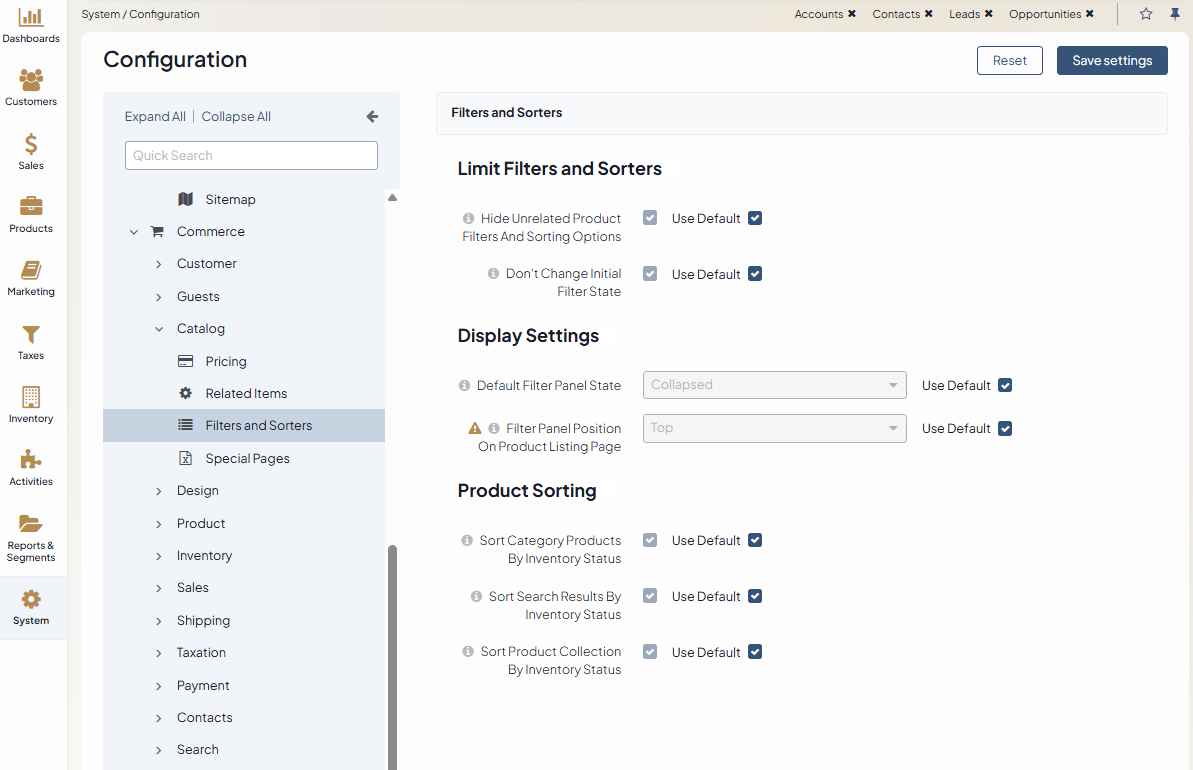 System / Configuration
Accounts ✖ Contacts ✖ Leads ✖ Opportunities ✖
Dashboards
Customers
Sales
Products
Marketing
Taxes
Inventory
Activities
Reports &
Segments
System
Configuration
Reset
Save settings
Expand All | Collapse All
Quick Search
Sitemap
Commerce
Customer
Guests
Catalog
Pricing
Related Items
Filters and Sorters
Special Pages
Design
Product
Inventory
Sales
Shipping
Taxation
Payment
Contacts
Search
Filters and Sorters
Limit Filters and Sorters
Hide Unrelated Product
Filters And Sorting Options
Use Default
Don't Change Initial
Filter State
Use Default
Display Settings
Default Filter Panel State
Collapsed
Use Default
Filter Panel Position
On Product Listing Page
Top
Use Default
Product Sorting
Sort Category Products
By Inventory Status
Use Default
Sort Search Results By
Inventory Status
Use Default
Sort Product Collection
By Inventory Status
Use Default